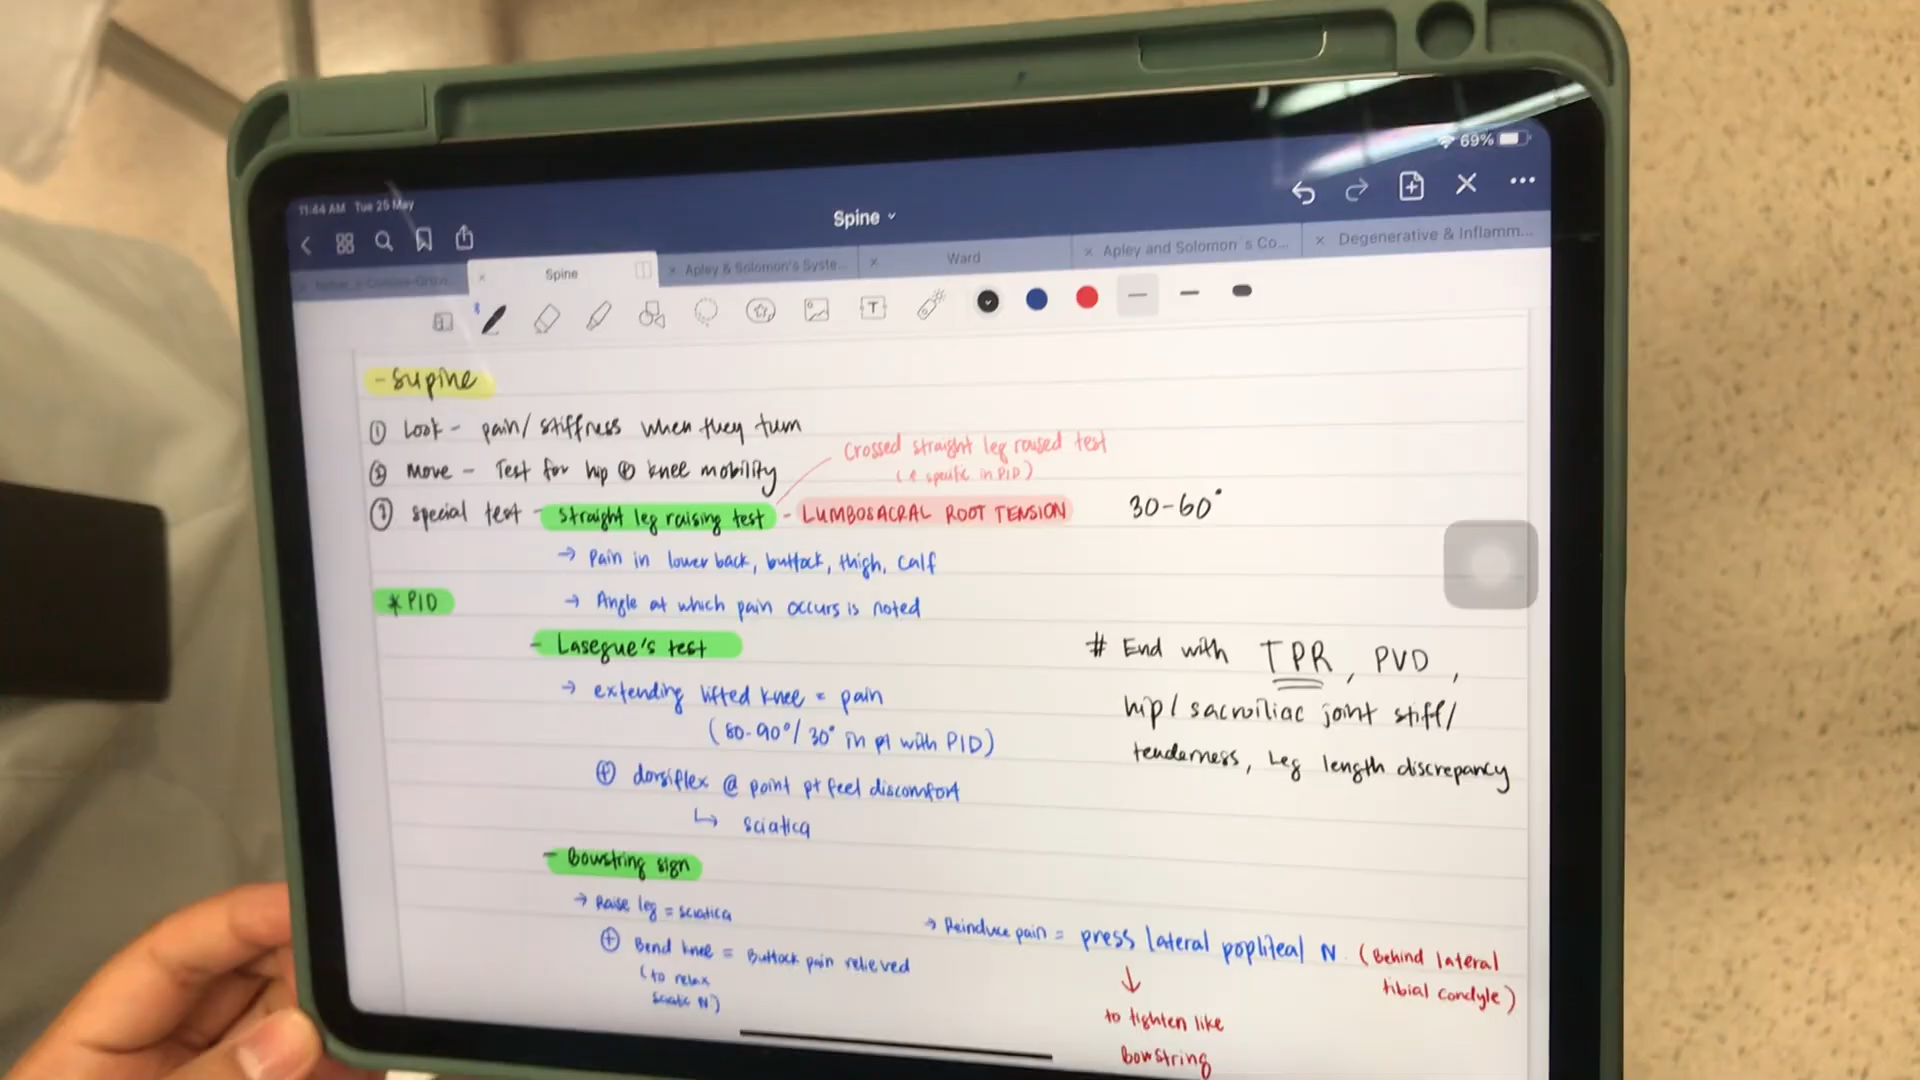 11:44 AM Tue 25 May
69%
Spine
Spine
Apley & Solomon's Syste...
Ward
Apley and Solomon's Co...
Degenerative & Inflamm...
- Supine
① Look - pain/ stiffness when they turn
② Move - Test for hip ⊕ knee mobility
Crossed straight leg raised test
specific in PID)
③ special test - straight leg raising test - LUMBOSACRAL ROOT TENSION 30-60°
→ Pain in lower back, buttock, thigh, calf
* PID
→ Angle at which pain occurs is noted
- Lasegue's test
→ extending lifted knee = pain
(80-90°/ 30° in pt with PID)
⊕ dorsiflex @ point pt feel discomfort
↳ sciatica
# End with TPR, PVD,
hip/ sacroiliac joint stiff/
tenderness, Leg length discrepancy
- Bowstring sign
→ Raise leg = sciatica
⊕ Bend knee = Buttock pain relieved
(to relax
sciatic N)
→ Reinduce pain = press lateral popliteal N. (Behind lateral
tibial condyle)
↓
to tighten like
Bowstring